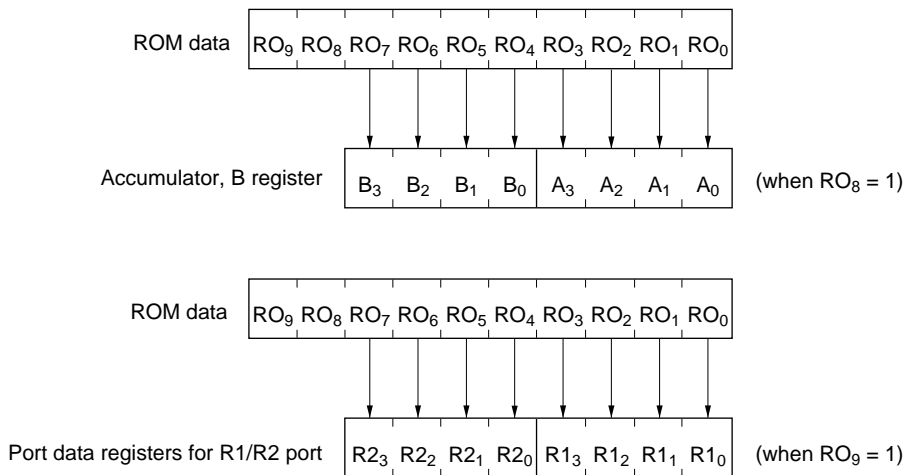 ROM data RO₉ RO₈ RO₇ RO₆ RO₅ RO₄ RO₃ RO₂ RO₁ RO₀
Accumulator, B register B₃ B₂ B₁ B₀ A₃ A₂ A₁ A₀ (when RO₈ = 1)
ROM data RO₉ RO₈ RO₇ RO₆ RO₅ RO₄ RO₃ RO₂ RO₁ RO₀
Port data registers for R1/R2 port R2₃ R2₂ R2₁ R2₀ R1₃ R1₂ R1₁ R1₀ (when RO₉ = 1)